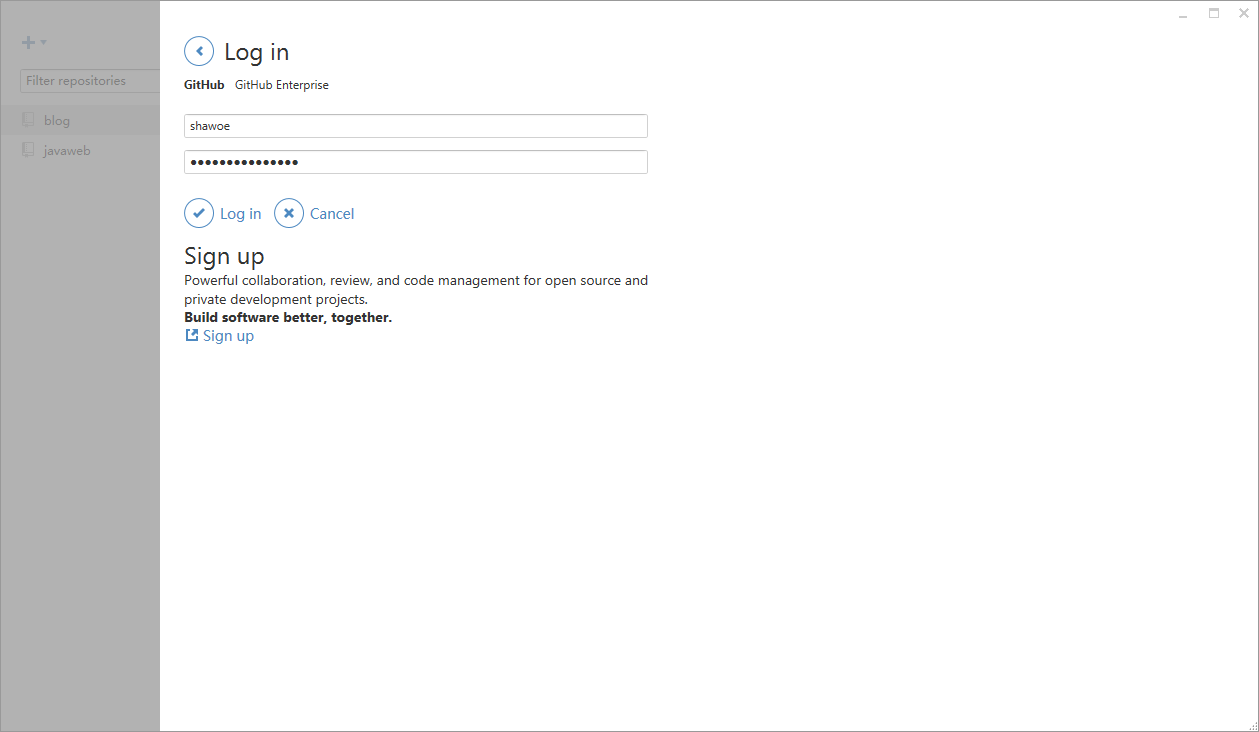 Filter repositories
blog
javaweb
Log in
GitHub GitHub Enterprise
shawoe
●●●●●●●●●●●●●●●
Log in Cancel
Sign up
Powerful collaboration, review, and code management for open source and
private development projects.
Build software better, together.
Sign up